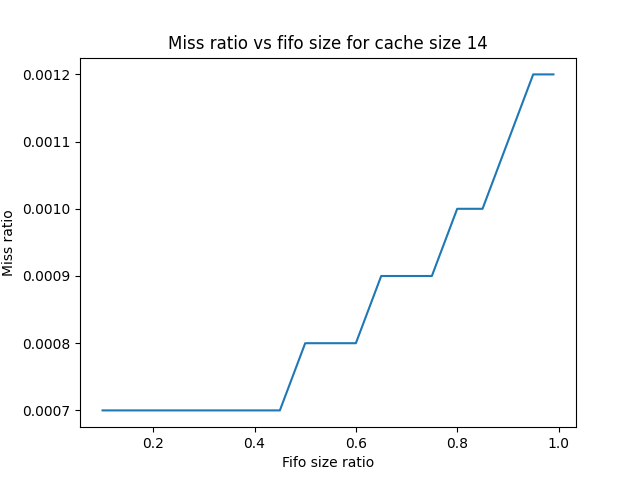 Miss ratio vs fifo size for cache size 14
0.0012
0.0011
0.0010
0.0009
0.0008
0.0007
Miss ratio
0.2 0.4 0.6 0.8 1.0
Fifo size ratio